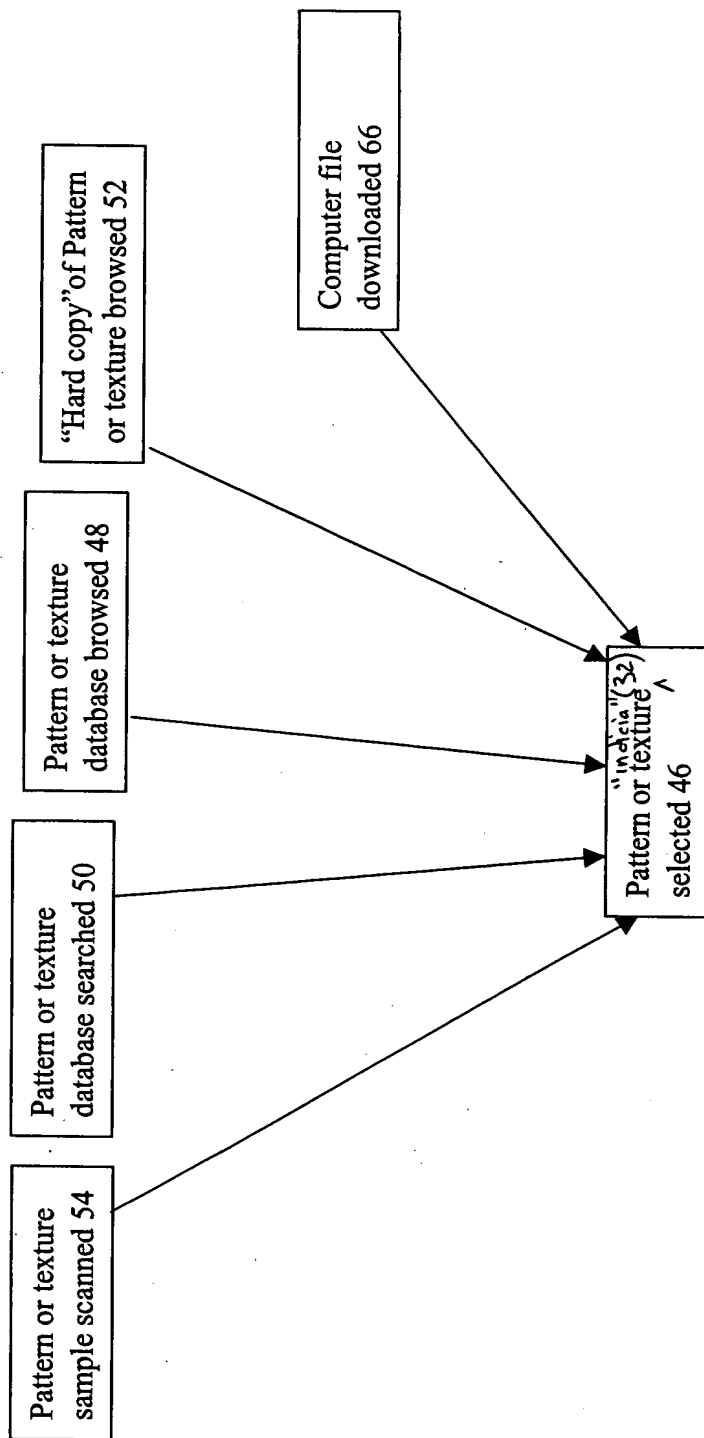 Pattern or texture
sample scanned 54
Pattern or texture
database searched 50
Pattern or texture
database browsed 48
“Hard copy”of Pattern
or texture browsed 52
Computer file
downloaded 66
"indicia" (32)
Pattern or texture ^
selected 46